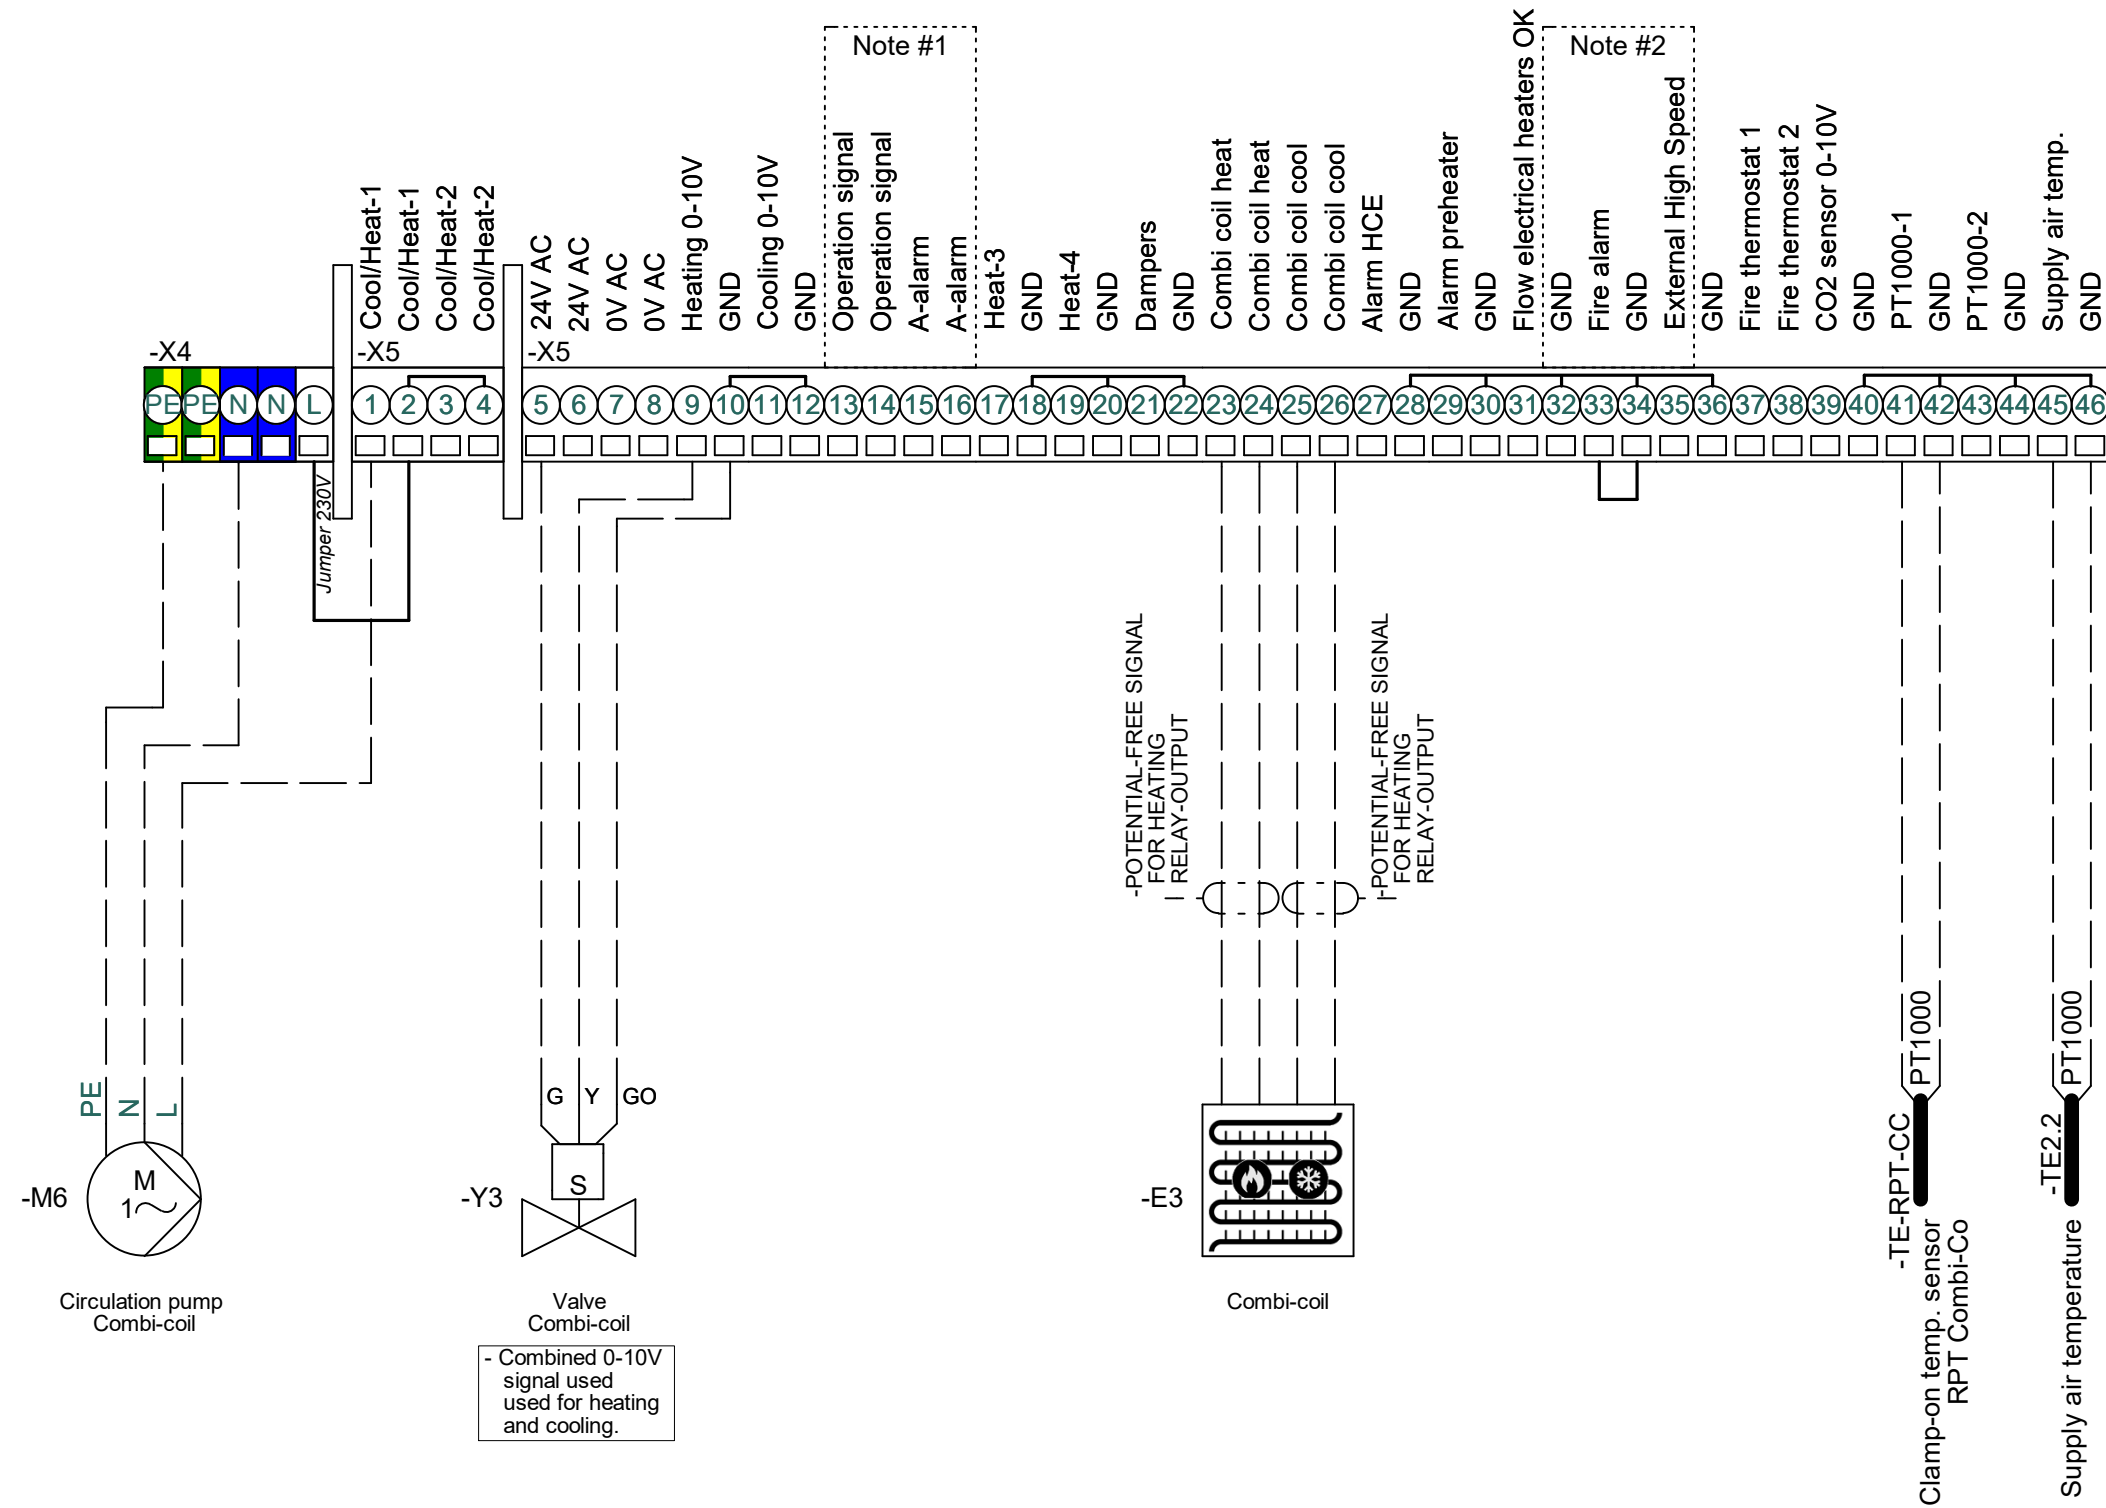 Note #1
Note #2
Cool/Heat-1
Cool/Heat-1
Cool/Heat-2
Cool/Heat-2
24V AC
24V AC
0V AC
0V AC
Heating 0-10V
GND
Cooling 0-10V
GND
Operation signal
Operation signal
A-alarm
A-alarm
Heat-3
GND
Heat-4
GND
Dampers
GND
Combi coil heat
Combi coil heat
Combi coil cool
Combi coil cool
Alarm HCE
GND
Alarm preheater
GND
Flow electrical heaters OK
GND
Fire alarm
GND
External High Speed
GND
Fire thermostat 1
Fire thermostat 2
CO2 sensor 0-10V
GND
PT1000-1
GND
PT1000-2
GND
Supply air temp.
GND
-X4 -X5 -X5
PE PE N N L 1 2 3 4 5 6 7 8 9 10 11 12 13 14 15 16 17 18 19 20 21 22 23 24 25 26 27 28 29 30 31 32 33 34 35 36 37 38 39 40 41 42 43 44 45 46
Jumper 230V
-POTENTIAL-FREE SIGNAL
FOR HEATING
RELAY-OUTPUT
-POTENTIAL-FREE SIGNAL
FOR HEATING
RELAY-OUTPUT
PE
N
L
G Y GO
PT1000
PT1000
-M6
M
1
-Y3
S
-E3
-TE-RPT-CC
-TE2.2
Circulation pump
Combi-coil
Valve
Combi-coil
- Combined 0-10V
signal used
used for heating
and cooling.
Combi-coil
Clamp-on temp. sensor
RPT Combi-Co
Supply air temperature